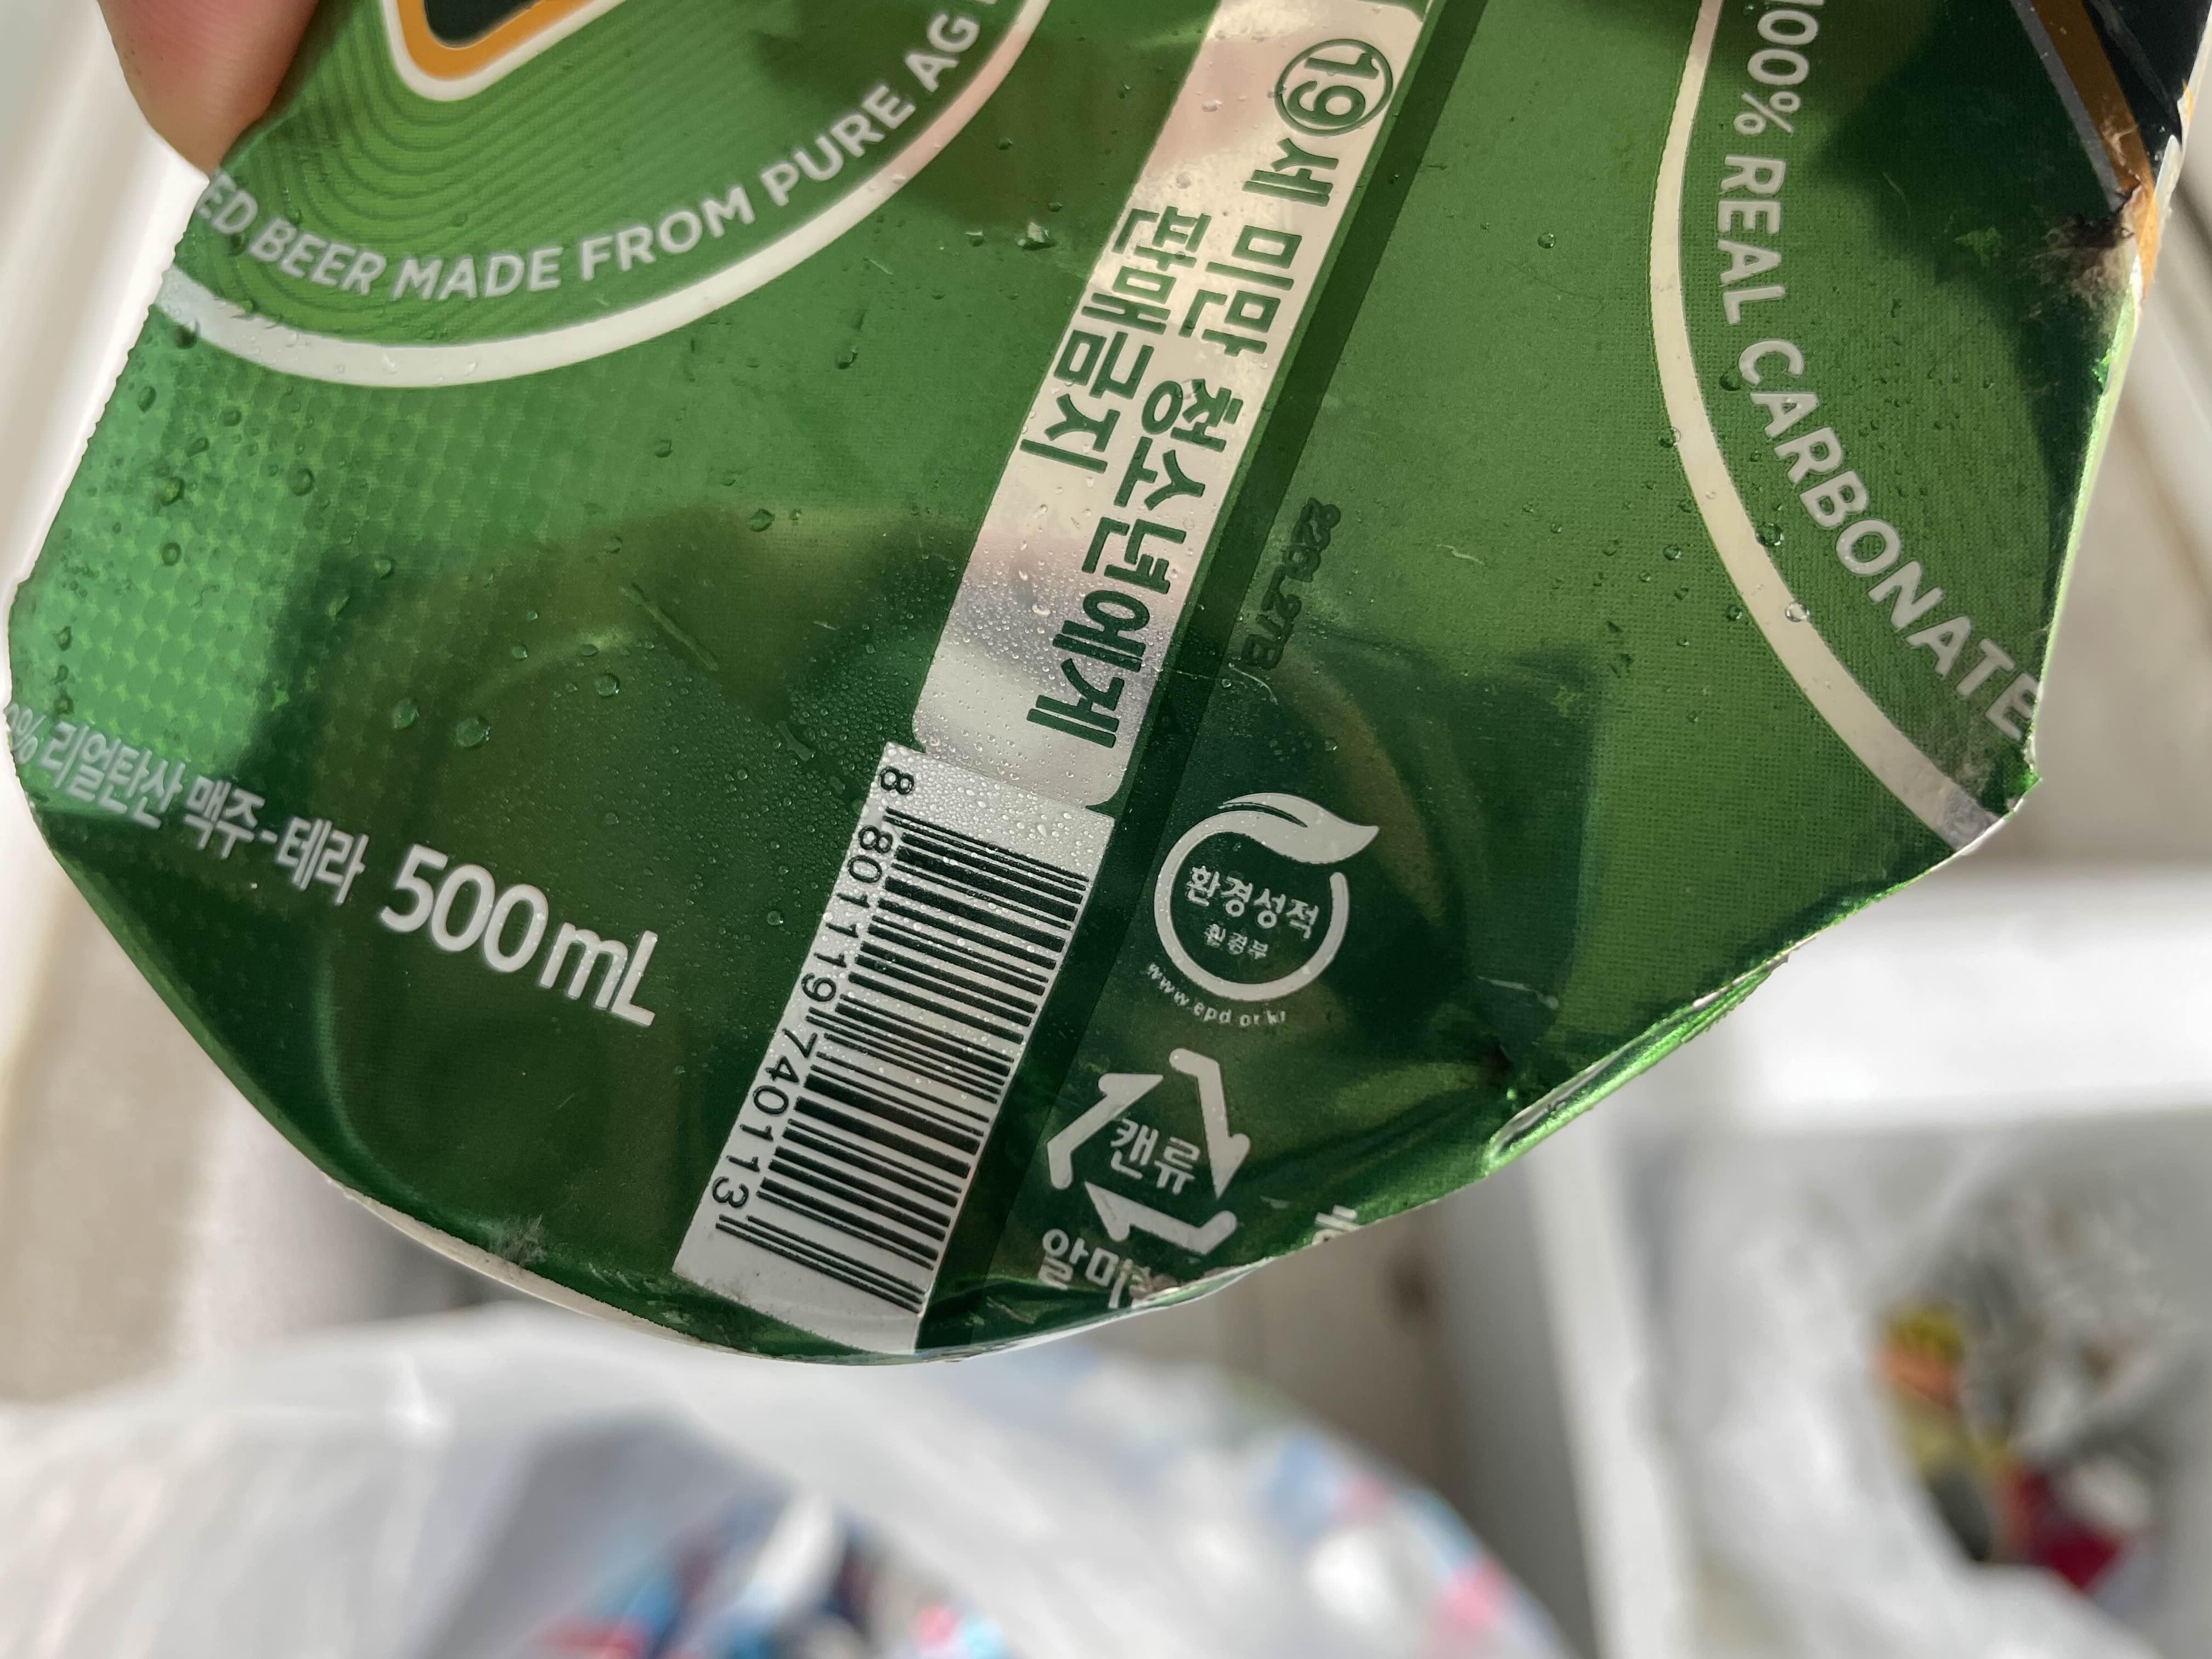 ED BEER MADE FROM PURE AG
100% REAL CARBONATE
19세 미만 청소년에게
판매금지
리얼탄산 맥주-테라 500mL
8 801119 740113
환경성적
환경부
www.epd.or.kr
캔류
알미